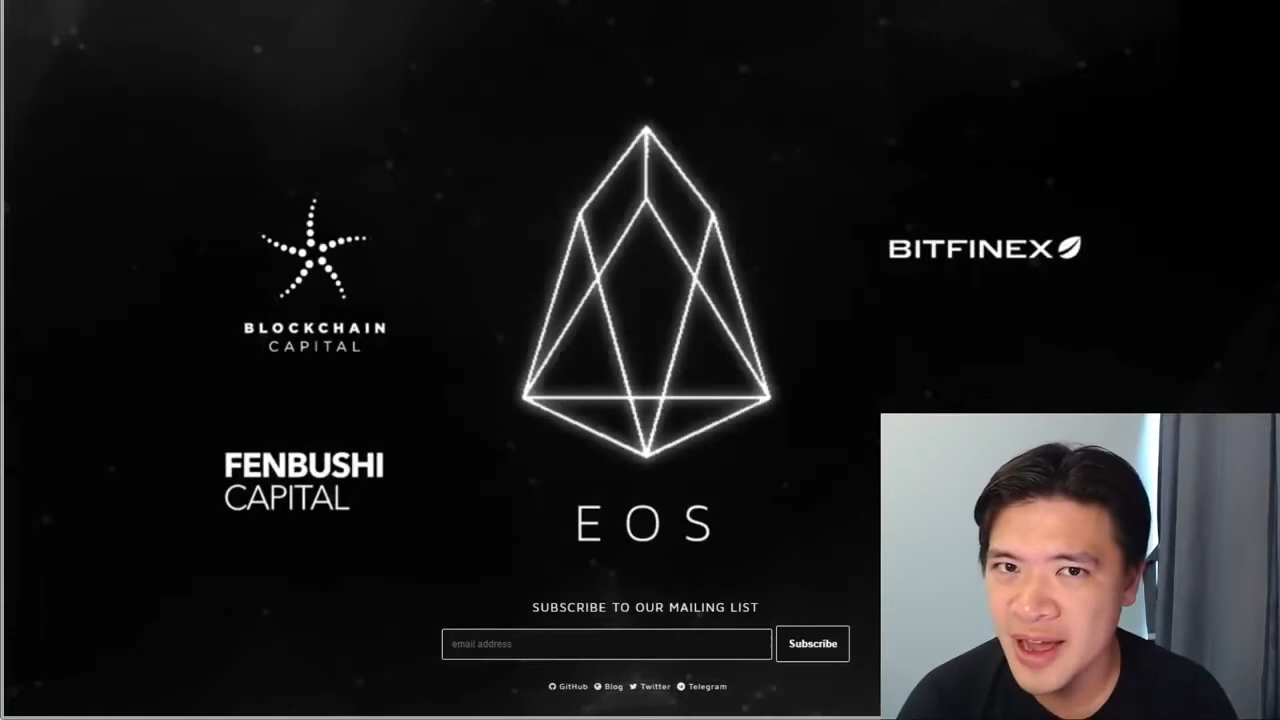 BLOCKCHAIN
CAPITAL
BITFINEX
FENBUSHI
CAPITAL
EOS
SUBSCRIBE TO OUR MAILING LIST
email address
Subscribe
GitHub Blog Twitter Telegram